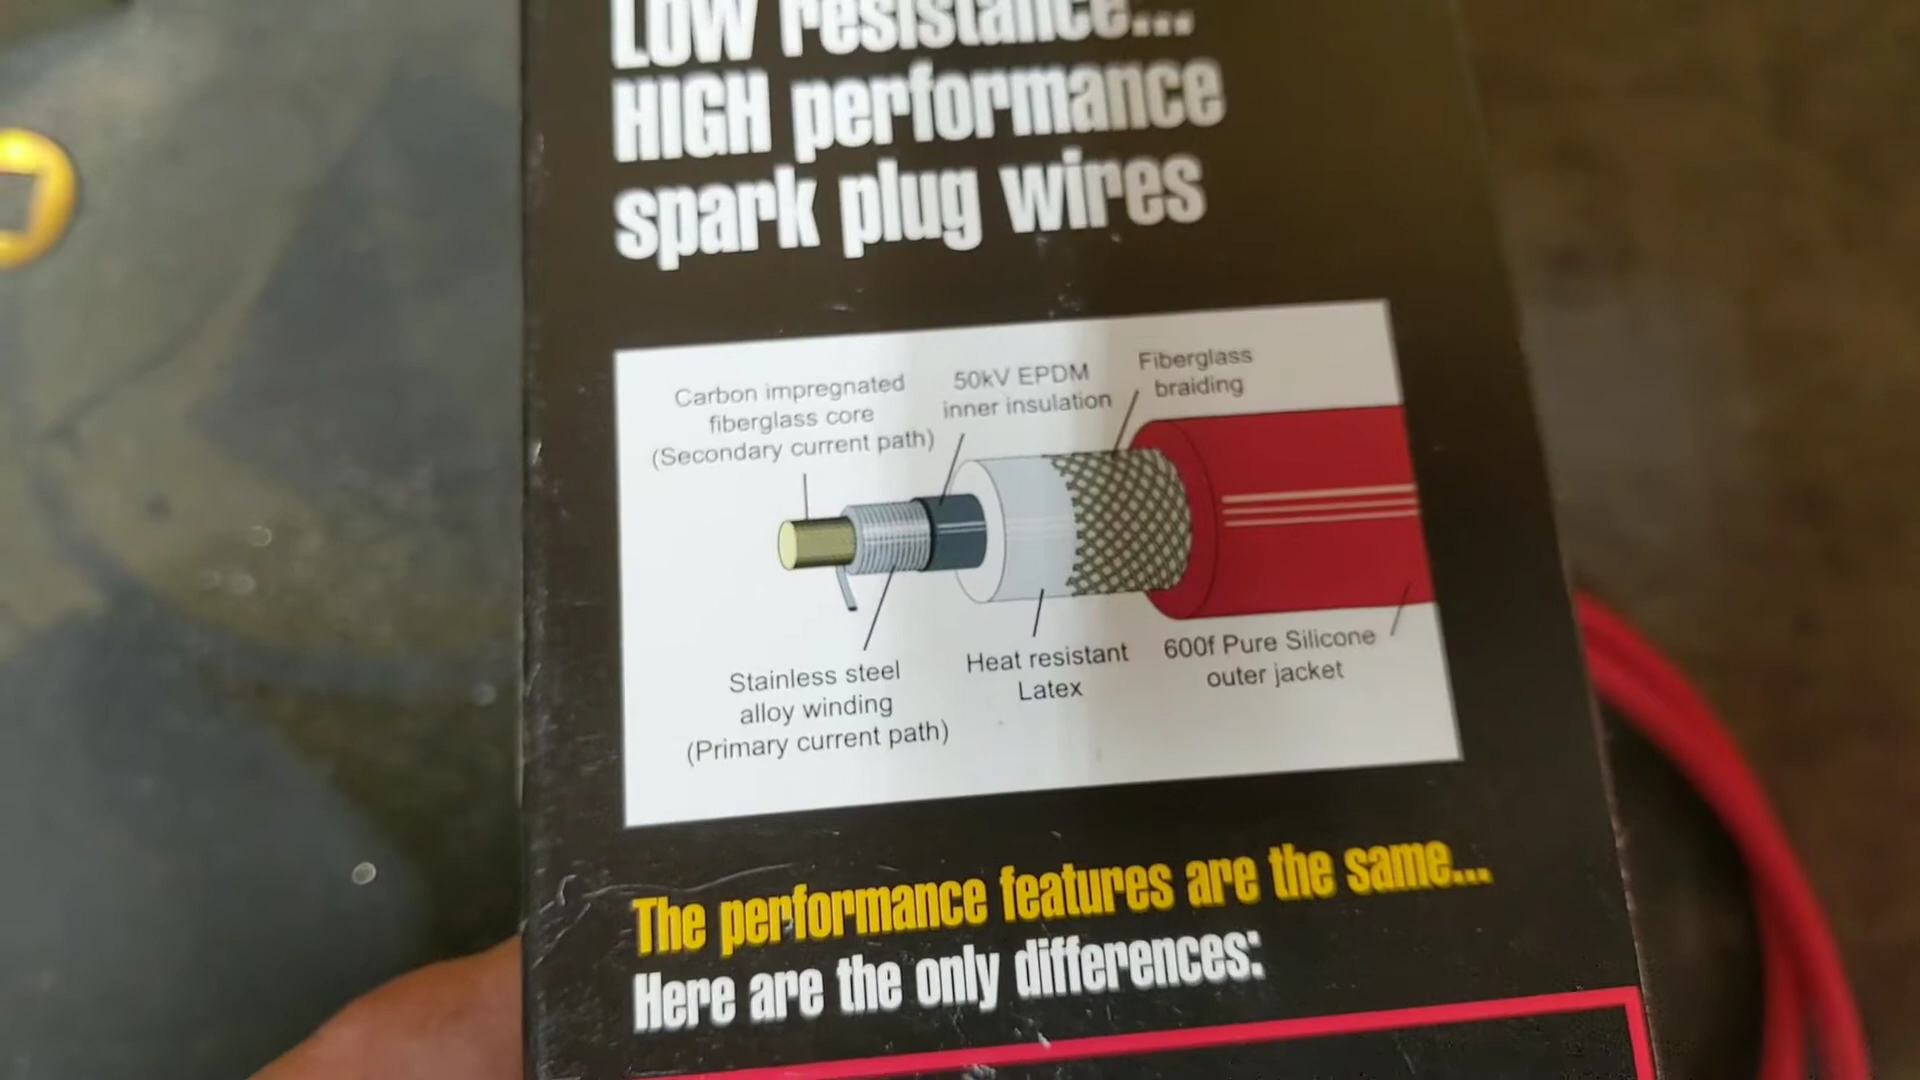 Low resistance...
HIGH performance
spark plug wires
Carbon impregnated
fiberglass core
(Secondary current path)
50kV EPDM
inner insulation
Fiberglass
braiding
Stainless steel
alloy winding
(Primary current path)
Heat resistant
Latex
600f Pure Silicone
outer jacket
The performance features are the same...
Here are the only differences: